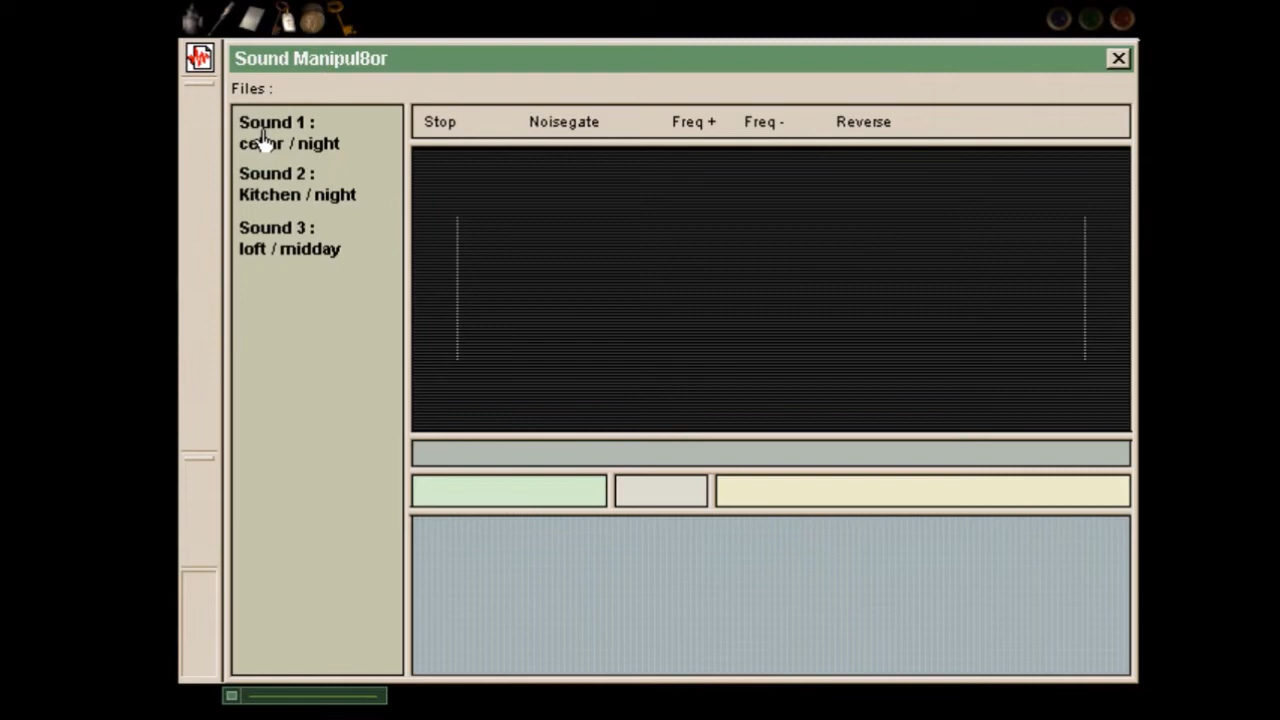 Sound Manipul8or
Files :
Sound 1 :
/ night
Sound 2 :
Kitchen / night
Sound 3 :
loft / midday
Stop Noisegate Freq + Freq - Reverse